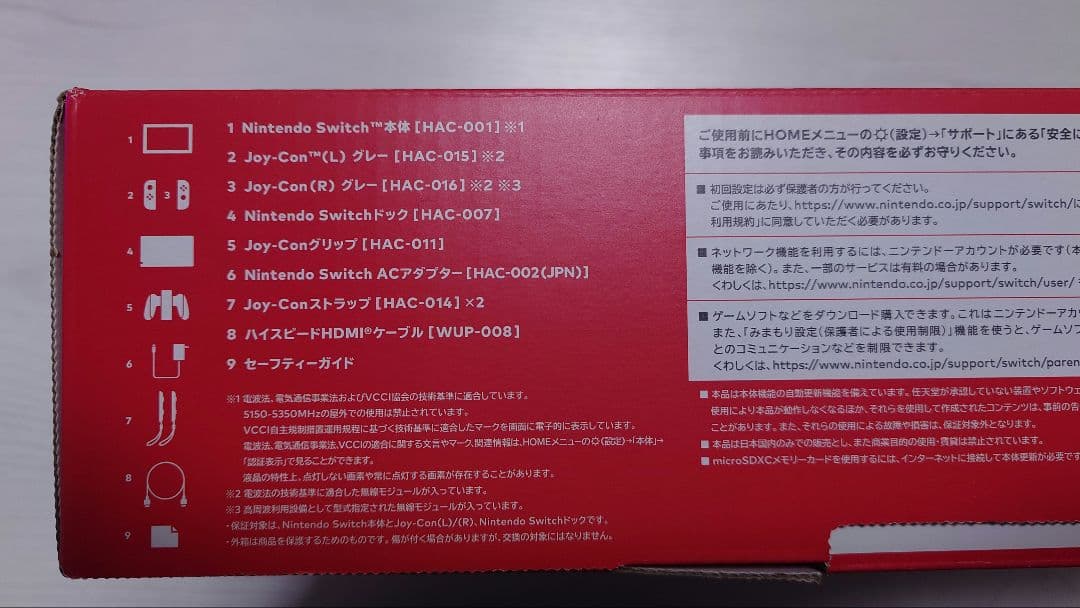 1 Nintendo Switch™本体 [HAC-001] ※1
2 Joy-Con™(L) グレー [HAC-015] ※2
3 Joy-Con(R) グレー [HAC-016] ※2 ※3
4 Nintendo Switchドック [HAC-007]
5 Joy-Conグリップ [HAC-011]
6 Nintendo Switch ACアダプター [HAC-002(JPN)]
7 Joy-Conストラップ [HAC-014] ×2
8 ハイスピードHDMI®ケーブル [WUP-008]
9 セーフティーガイド
1
2
3
4
5
6
7
8
9
※1 電波法、電気通信事業法およびVCCI協会の技術基準に適合しています。
5150-5350MHzの屋外での使用は禁止されています。
VCCI自主規制措置運用規程に基づく技術基準に適合したマークを画面に電子的に表示しています。
電波法、電気通信事業法、VCCIの適合に関する文言やマーク、関連情報は、HOMEメニューの(設定)→「本体」→
「認証表示」で見ることができます。
液晶の特性上、点灯しない画素や常に点灯する画素が存在することがあります。
※2 電波法の技術基準に適合した無線モジュールが入っています。
※3 高周波利用設備として型式指定された無線モジュールが入っています。
・保証対象は、Nintendo Switch本体とJoy-Con(L)/(R)、Nintendo Switchドックです。
・外箱は商品を保護するためのものです。傷が付く場合がありますが、交換の対象にはなりません。
ご使用前にHOMEメニューの(設定)→「サポート」にある「安全に
事項をお読みいただき、その内容を必ずお守りください。
■ 初回設定は必ず保護者の方が行ってください。
ご使用にあたり、https://www.nintendo.co.jp/support/switch/に
利用規約」に同意していただく必要があります。
■ ネットワーク機能を利用するには、ニンテンドーアカウントが必要です(本
機能を除く)。また、一部のサービスは有料の場合があります。
くわしくは、https://www.nintendo.co.jp/support/switch/user/
■ ゲームソフトなどをダウンロード購入できます。これはニンテンドーアカ
また、「みまもり設定(保護者による使用制限)」機能を使うと、ゲームソフ
とのコミュニケーションなどを制限できます。
くわしくは、https://www.nintendo.co.jp/support/switch/paren
■ 本品は本体機能の自動更新機能を備えています。任天堂が承認していない装置やソフトウェ
使用により本品が動作しなくなるほか、それらを使用して作成されたコンテンツは、事前の告
ことがあります。また、それらの使用による故障や損害は、保証対象外となります。
■ 本品は日本国内のみでの販売とし、また商業目的の使用・賃貸は禁止されています。
■ microSDXCメモリーカードを使用するには、インターネットに接続して本体更新が必要です